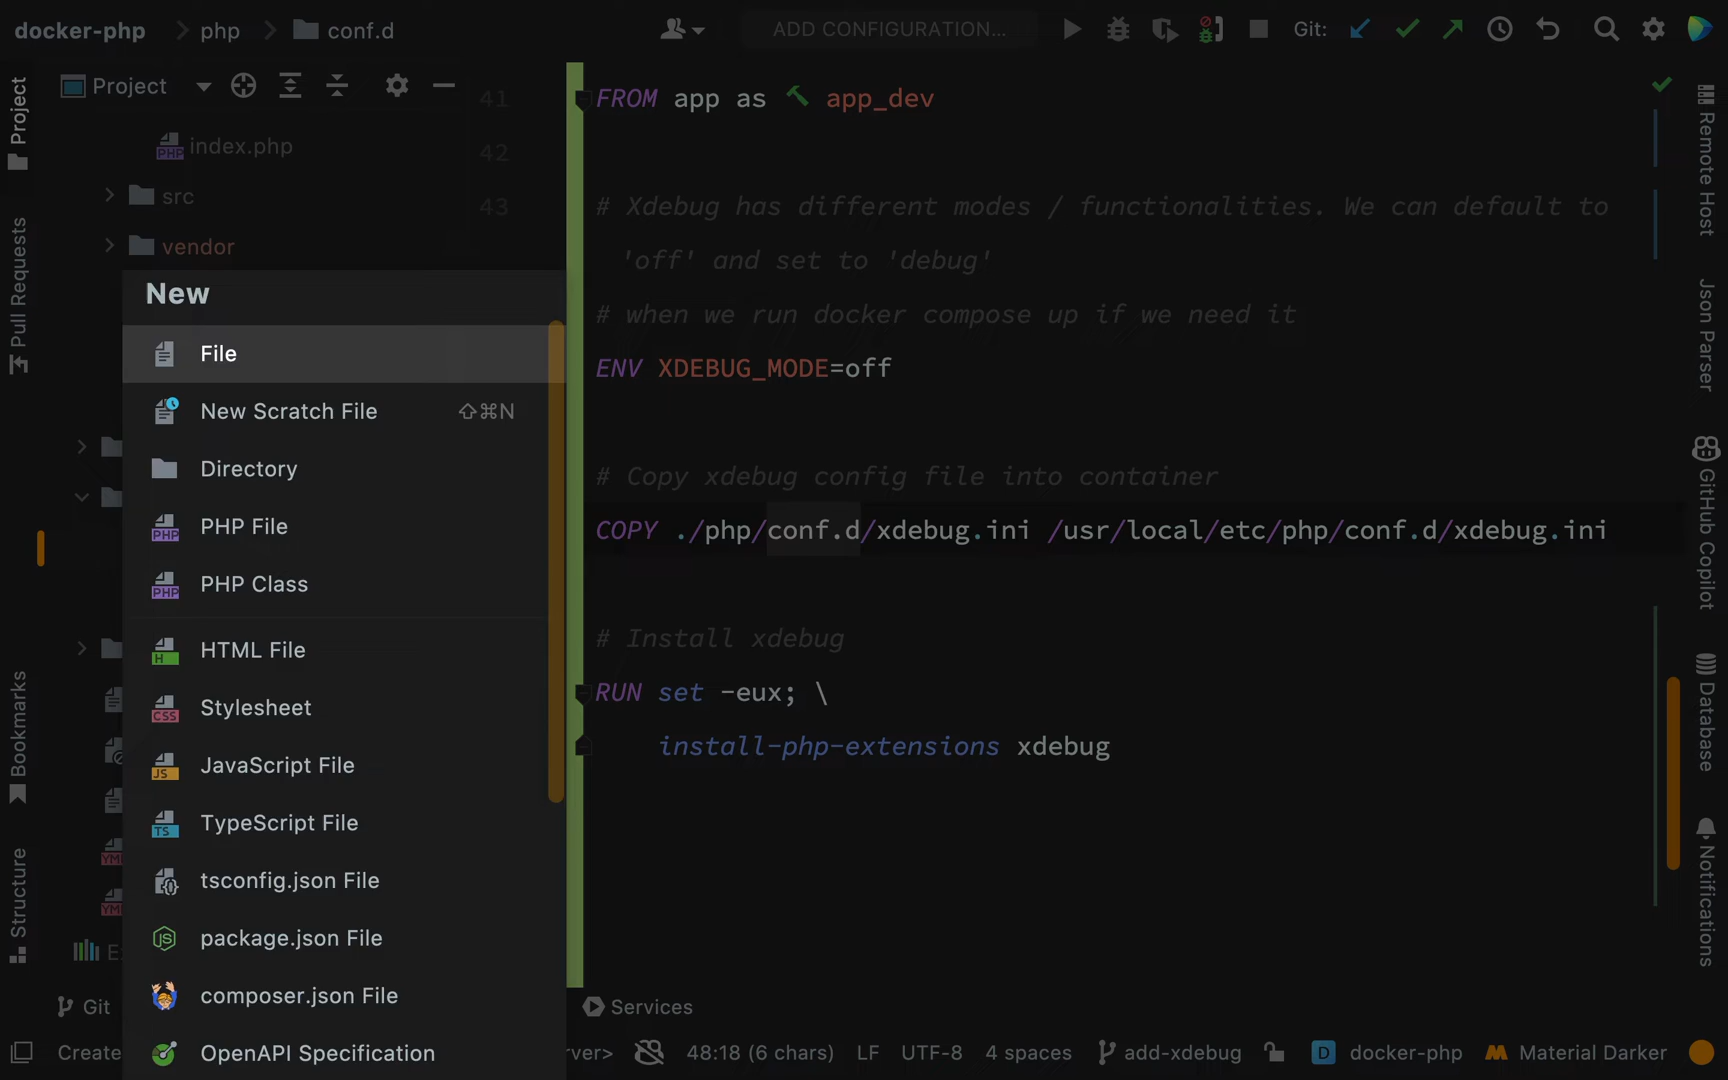 docker-php
php
conf.d
ADD CONFIGURATION...
Git:
Project
index.php
src
vendor
New
File
New Scratch File ⇧⌘N
Directory
PHP File
PHP Class
HTML File
Stylesheet
JavaScript File
TypeScript File
tsconfig.json File
package.json File
composer.json File
OpenAPI Specification
41
42
43
FROM app as app_dev
# Xdebug has different modes / functionalities. We can default to
'off' and set to 'debug'
# when we run docker compose up if we need it
ENV XDEBUG_MODE=off
# Copy xdebug config file into container
COPY ./php/conf.d/xdebug.ini /usr/local/etc/php/conf.d/xdebug.ini
# Install xdebug
RUN set -eux; \
install-php-extensions xdebug
Project
Pull Requests
Bookmarks
Structure
Remote Host
Json Parser
GitHub Copilot
Database
Notifications
Git
Services
Create
rver>
48:18 (6 chars)
LF
UTF-8
4 spaces
add-xdebug
D
docker-php
Material Darker